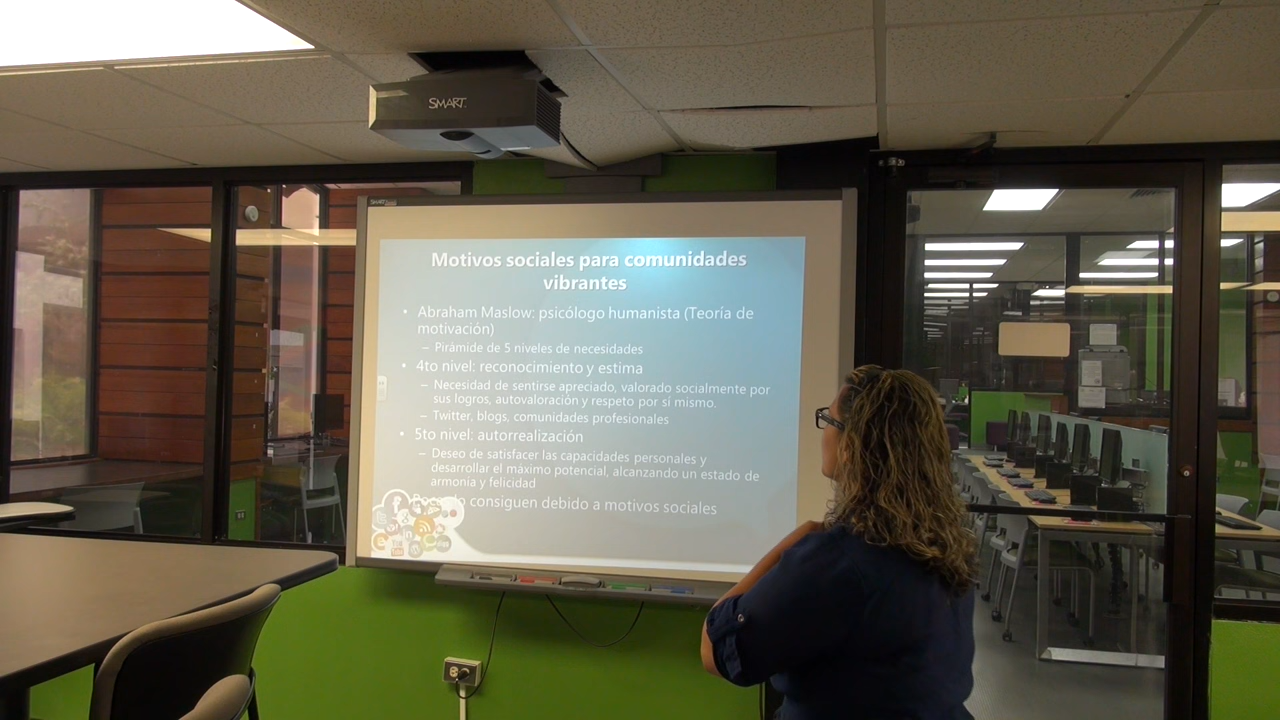 SMART
SMART
Motivos sociales para comunidades
vibrantes
• Abraham Maslow: psicólogo humanista (Teoría de
motivación)
– Pirámide de 5 niveles de necesidades
• 4to nivel: reconocimiento y estima
– Necesidad de sentirse apreciado, valorado socialmente por
sus logros, autovaloración y respeto por sí mismo.
– Twitter, blogs, comunidades profesionales
• 5to nivel: autorrealización
– Deseo de satisfacer las capacidades personales y
desarrollar el máximo potencial, alcanzando un estado de
armonía y felicidad
lo consiguen debido a motivos sociales